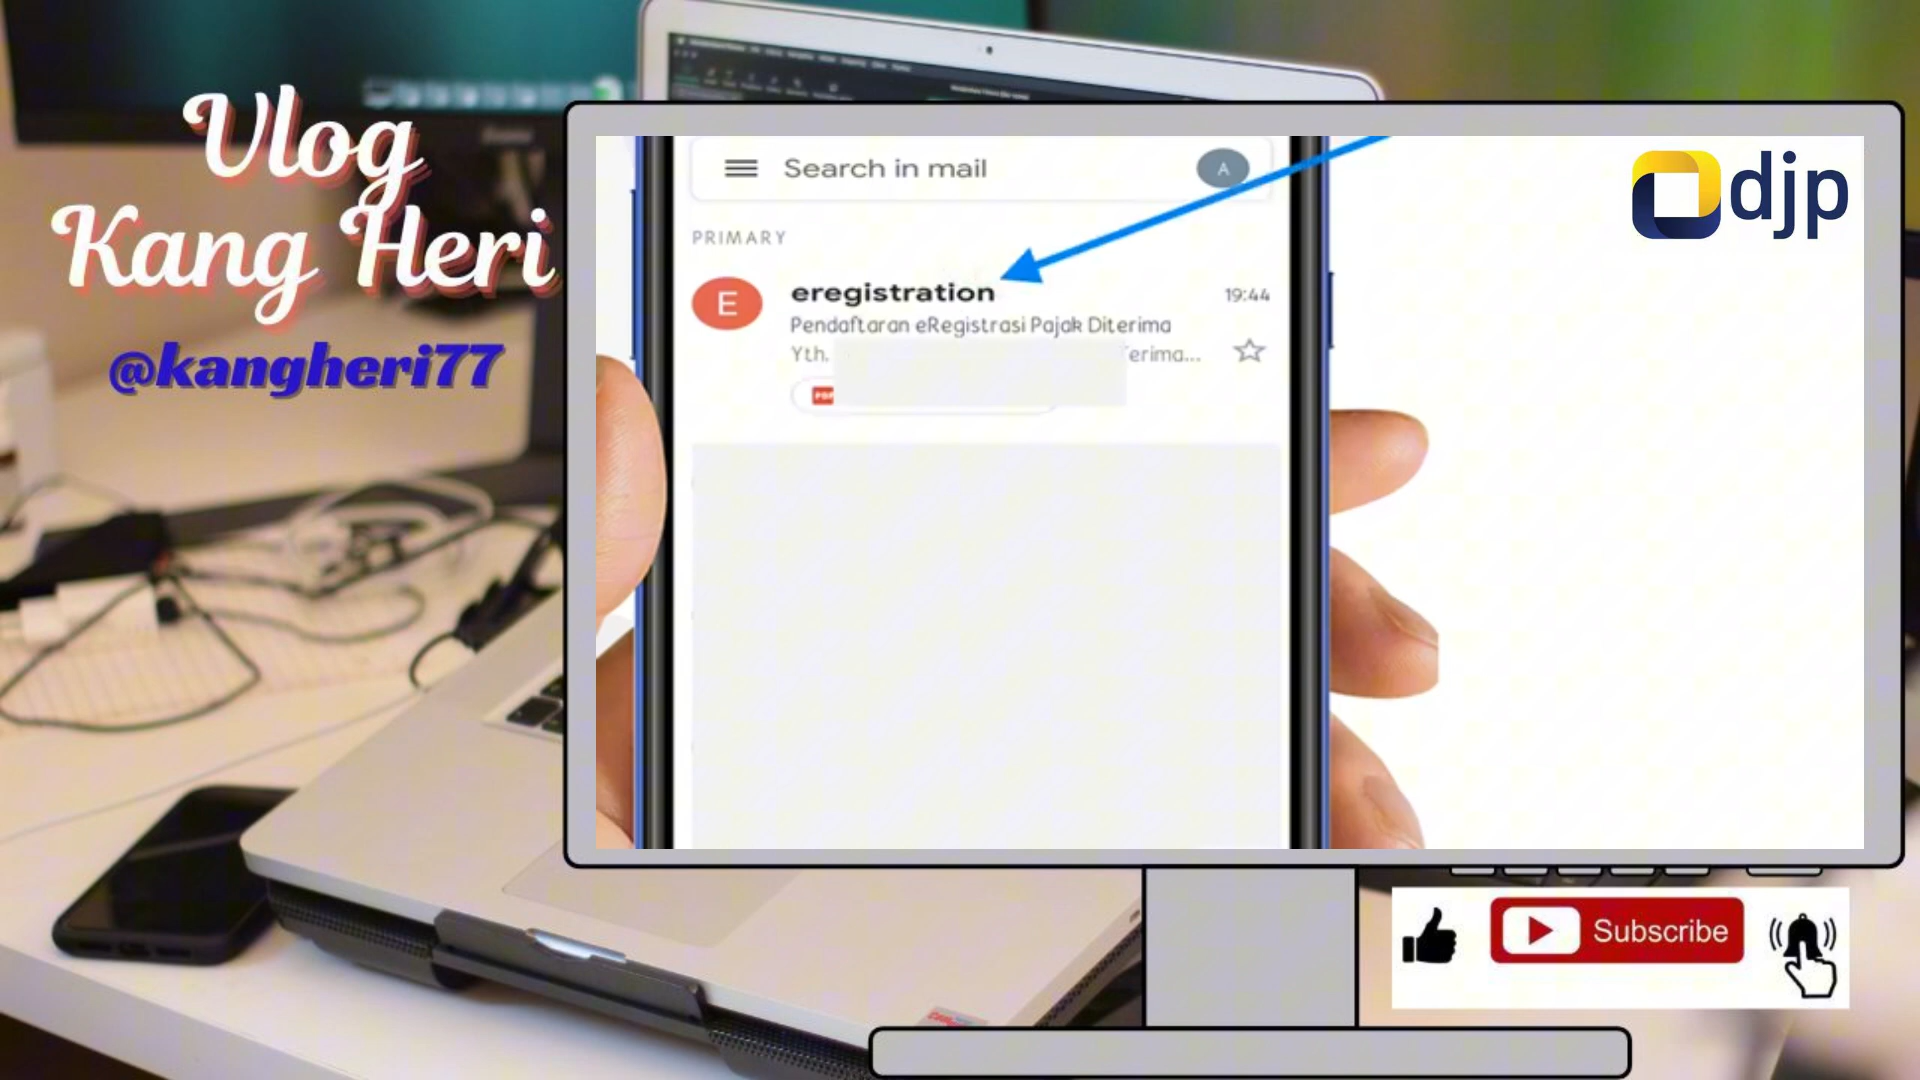 Vlog
Kang Heri
@kangheri77
Search in mail
A
djp
PRIMARY
E
eregistration
19:44
Pendaftaran eRegistrasi Pajak Diterima
Yth. erima...
PDF
Subscribe